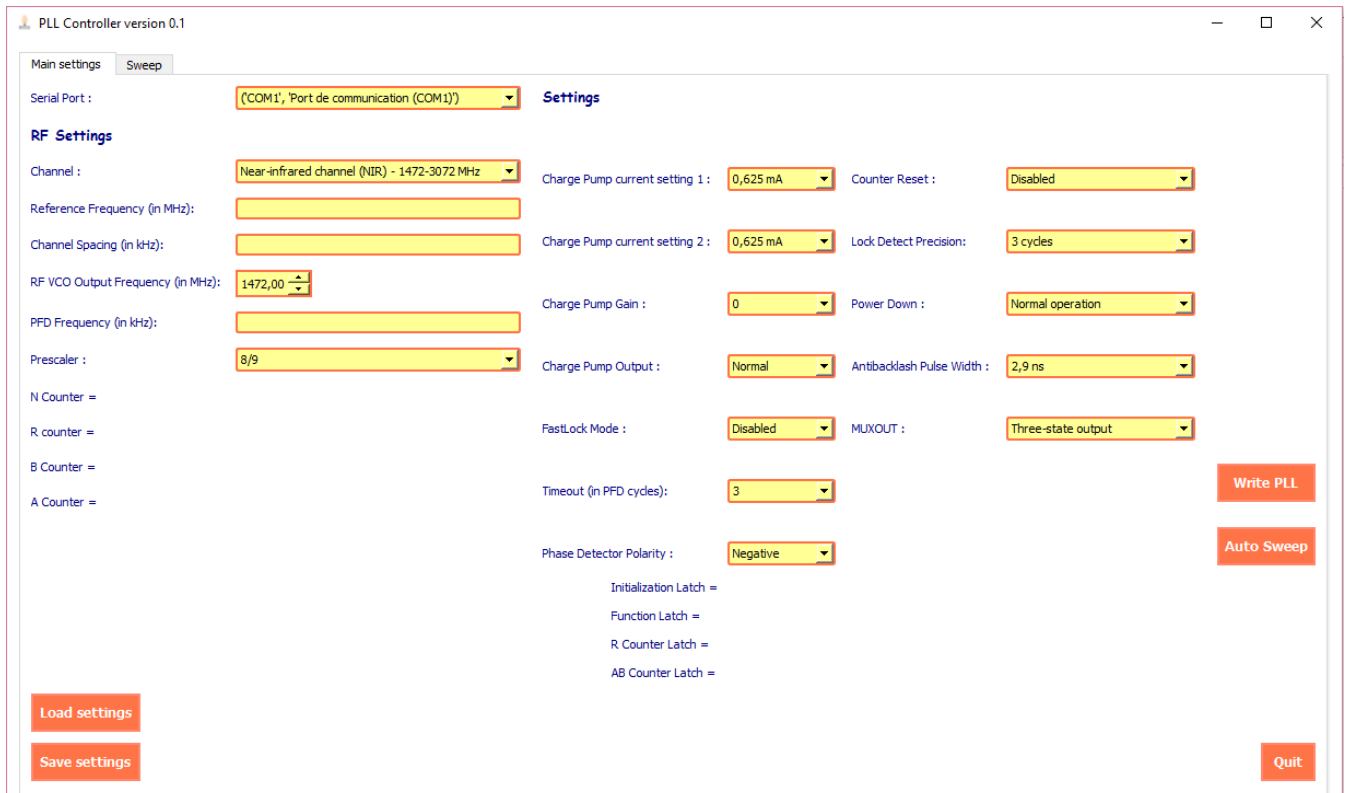 PLL Controller version 0.1
Main settings Sweep
Serial Port : ('COM1', 'Port de communication (COM1)')
Settings
RF Settings
Channel : Near-infrared channel (NIR) - 1472-3072 MHz
Reference Frequency (in MHz):
Channel Spacing (in kHz):
RF VCO Output Frequency (in MHz): 1472,00
PFD Frequency (in kHz):
Prescaler : 8/9
N Counter =
R counter =
B Counter =
A Counter =
Charge Pump current setting 1 : 0,625 mA Counter Reset : Disabled
Charge Pump current setting 2 : 0,625 mA Lock Detect Precision: 3 cycles
Charge Pump Gain : 0 Power Down : Normal operation
Charge Pump Output : Normal Antibacklash Pulse Width : 2,9 ns
FastLock Mode : Disabled MUXOUT : Three-state output
Timeout (in PFD cycles): 3
Phase Detector Polarity : Negative
Initialization Latch =
Function Latch =
R Counter Latch =
AB Counter Latch =
Write PLL
Auto Sweep
Load settings
Save settings
Quit